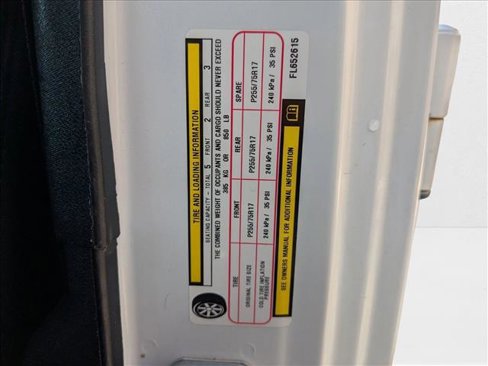 TIRE AND LOADING INFORMATION
SEATING CAPACITY - TOTAL 5 FRONT 2 REAR 3
THE COMBINED WEIGHT OF OCCUPANTS AND CARGO SHOULD NEVER EXCEED
385 KG OR 850 LB
TIRE FRONT REAR SPARE
ORIGINAL TIRE SIZE P255/75R17 P255/75R17 P255/75R17
COLD TIRE INFLATION PRESSURE 240 kPa / 35 PSI 240 kPa / 35 PSI 240 kPa / 35 PSI
SEE OWNERS MANUAL FOR ADDITIONAL INFORMATION
FL652615